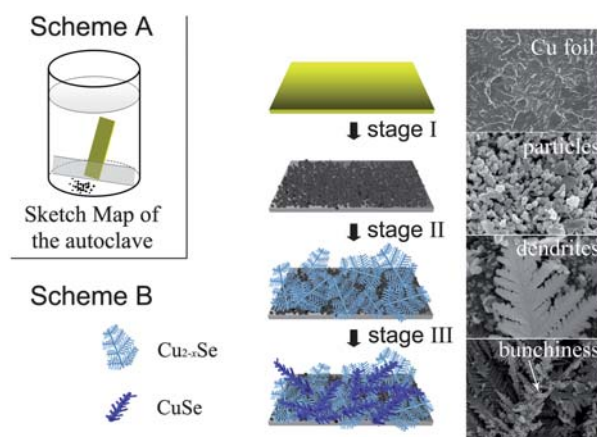 Scheme A
Sketch Map of
the autoclave
Scheme B
Cu2-xSe
CuSe
stage I
stage II
stage III
Cu foil
particles
dendrites
bunchiness